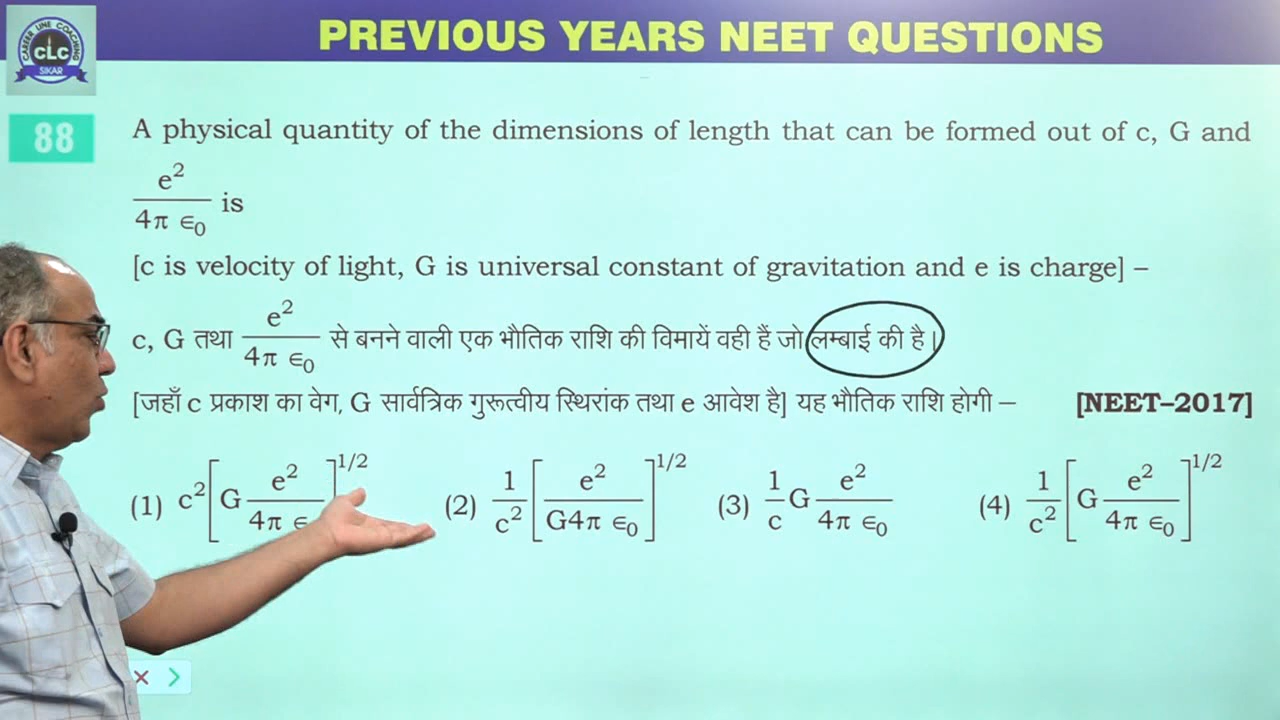 PREVIOUS YEARS NEET QUESTIONS
CAREER LINE COACHING
CLC
SIKAR
88
A physical quantity of the dimensions of length that can be formed out of c, G and
e²/4π ∈₀ is
[c is velocity of light, G is universal constant of gravitation and e is charge] –
c, G तथा e²/4π ∈₀ से बनने वाली एक भौतिक राशि की विमायें वही हैं जो लम्बाई की है।
[जहाँ c प्रकाश का वेग, G सार्वत्रिक गुरूत्वीय स्थिरांक तथा e आवेश है] यह भौतिक राशि होगी – [NEET–2017]
(1) c²[G e²/4π ∈ ]^1/2 (2) 1/c² [e²/G4π ∈₀]^1/2 (3) 1/c G e²/4π ∈₀ (4) 1/c² [G e²/4π ∈₀]^1/2